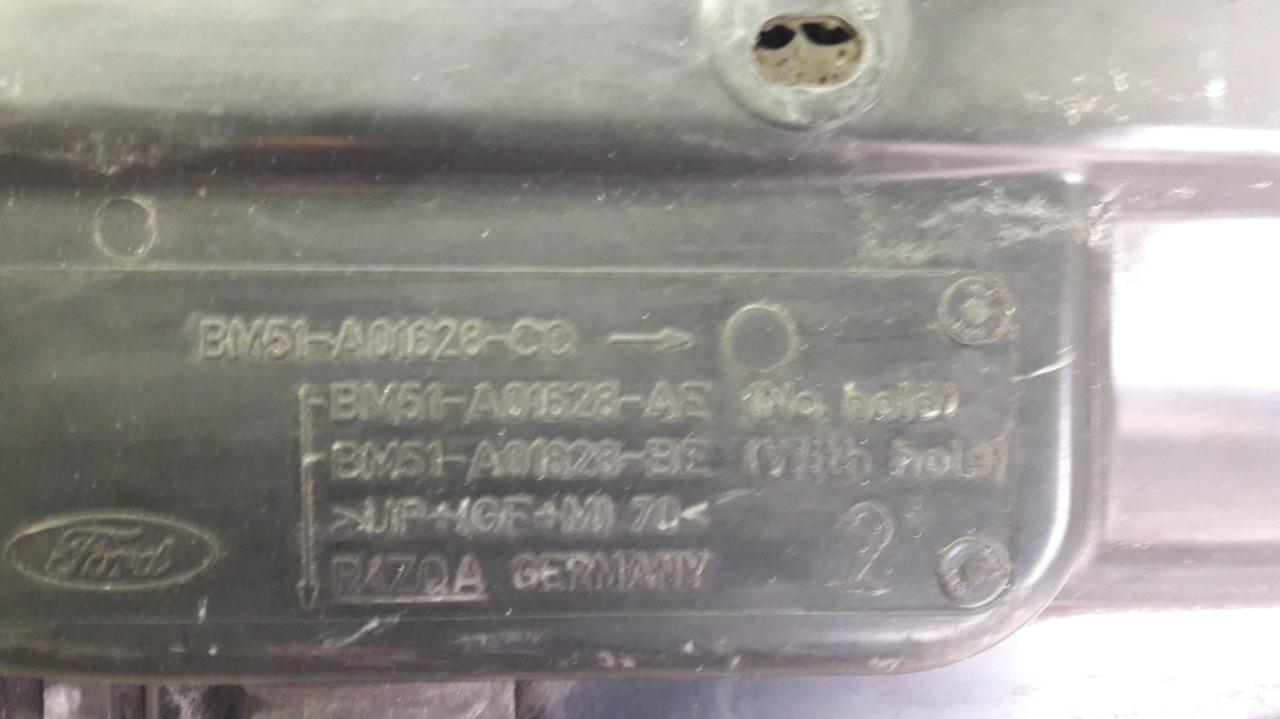 BM51-A01628-CC
BM51-A01628-AE (No hole)
BM51-A01628-BE (With hole)
>UP+(GF+M) 70<
GERMANY
2
Ford